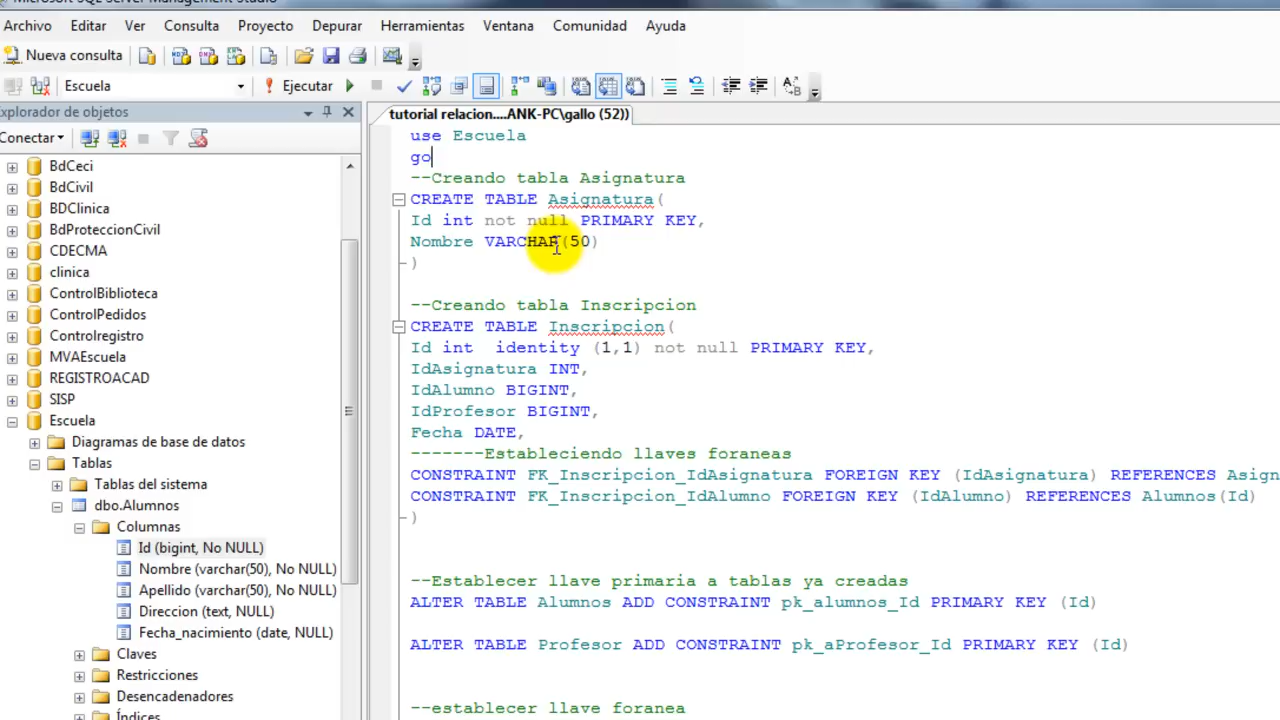 Microsoft SQL Server Management Studio
Archivo Editar Ver Consulta Proyecto Depurar Herramientas Ventana Comunidad Ayuda
Nueva consulta
Escuela Ejecutar
xplorador de objetos
Conectar
BdCeci
BdCivil
BDClinica
BdProteccionCivil
CDECMA
clinica
ControlBiblioteca
ControlPedidos
Controlregistro
MVAEscuela
REGISTROACAD
SISP
Escuela
Diagramas de base de datos
Tablas
Tablas del sistema
dbo.Alumnos
Columnas
Id (bigint, No NULL)
Nombre (varchar(50), No NULL)
Apellido (varchar(50), No NULL)
Direccion (text, NULL)
Fecha_nacimiento (date, NULL)
Claves
Restricciones
Desencadenadores
Índices
tutorial relacion....ANK-PC\gallo (52))
use Escuela
go
--Creando tabla Asignatura
CREATE TABLE Asignatura(
Id int not null PRIMARY KEY,
Nombre VARCHAR(50)
)
--Creando tabla Inscripcion
CREATE TABLE Inscripcion(
Id int  identity (1,1) not null PRIMARY KEY,
IdAsignatura INT,
IdAlumno BIGINT,
IdProfesor BIGINT,
Fecha DATE,
-------Estableciendo llaves foraneas
CONSTRAINT FK_Inscripcion_IdAsignatura FOREIGN KEY (IdAsignatura) REFERENCES Asign
CONSTRAINT FK_Inscripcion_IdAlumno FOREIGN KEY (IdAlumno) REFERENCES Alumnos(Id)
)
--Establecer llave primaria a tablas ya creadas
ALTER TABLE Alumnos ADD CONSTRAINT pk_alumnos_Id PRIMARY KEY (Id)
ALTER TABLE Profesor ADD CONSTRAINT pk_aProfesor_Id PRIMARY KEY (Id)
--establecer llave foranea